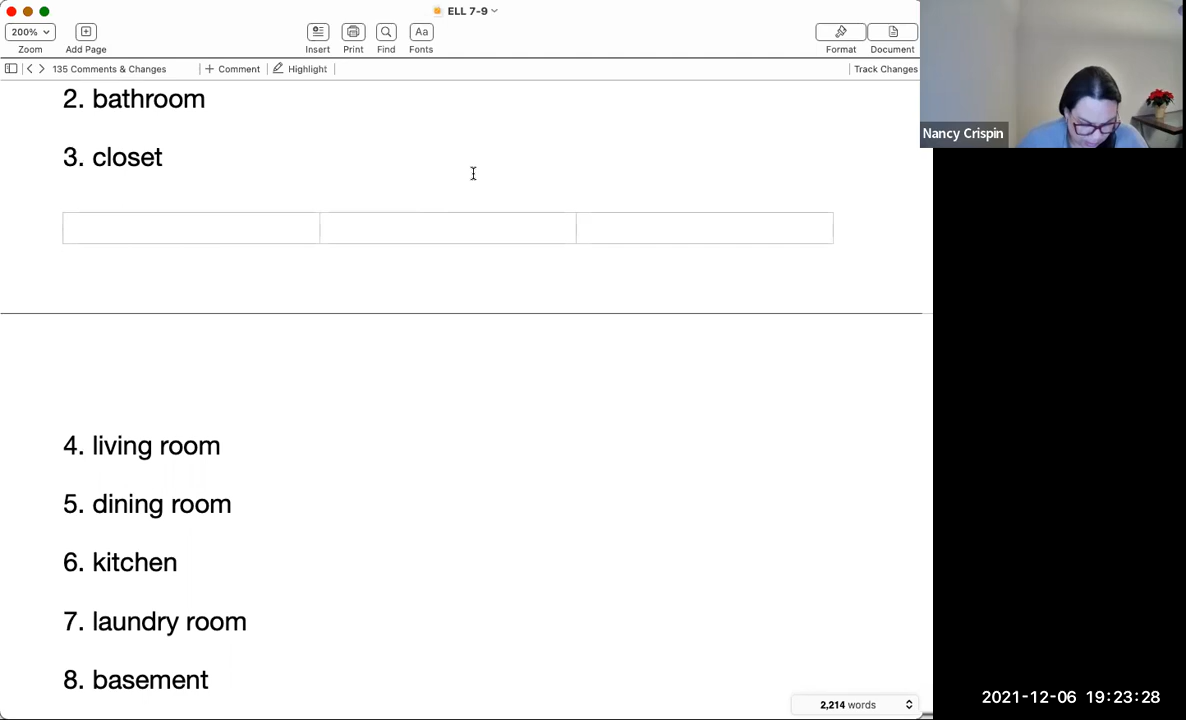 ELL 7-9
200%
Zoom
Add Page
Insert
Print
Find
Aa
Fonts
Format
Document
135 Comments & Changes
+ Comment
Highlight
Track Changes
2. bathroom
3. closet
4. living room
5. dining room
6. kitchen
7. laundry room
8. basement
2,214 words
Nancy Crispin
2021-12-06 19:23:28